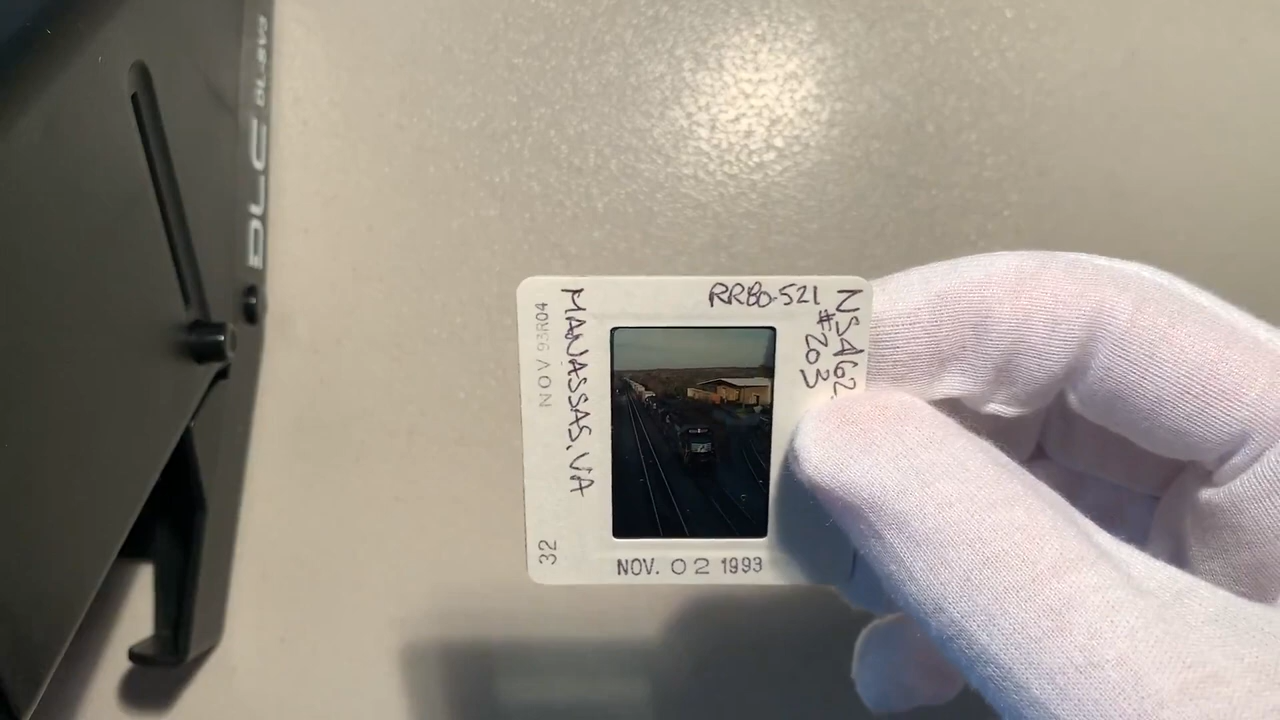 RRBO-521
NS462
#203
MANASSAS, VA
NOV 93R04
32
NOV. 02 1993
DLC